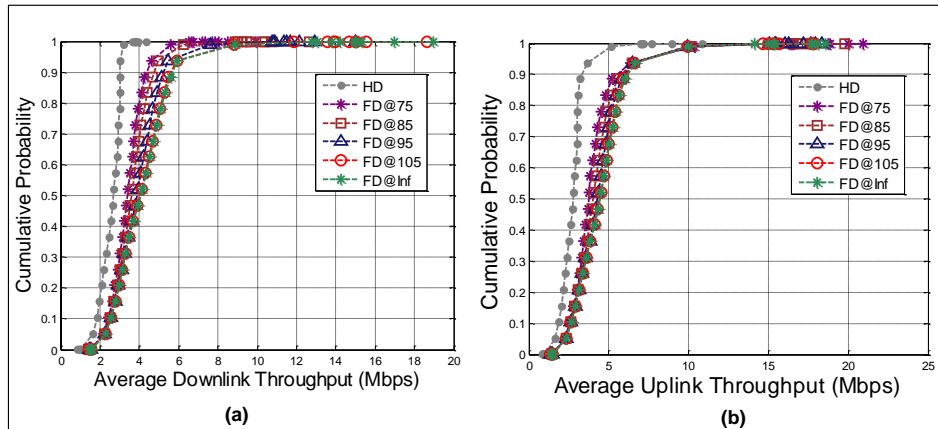 Cumulative Probability
1
0.9
0.8
0.7
0.6
0.5
0.4
0.3
0.2
0.1
0
HD
FD@75
FD@85
FD@95
FD@105
FD@Inf
0 2 4 6 8 10 12 14 16 18 20
Average Downlink Throughput (Mbps)
(a)
Cumulative Probability
1
0.9
0.8
0.7
0.6
0.5
0.4
0.3
0.2
0.1
0
HD
FD@75
FD@85
FD@95
FD@105
FD@Inf
0 5 10 15 20 25
Average Uplink Throughput (Mbps)
(b)